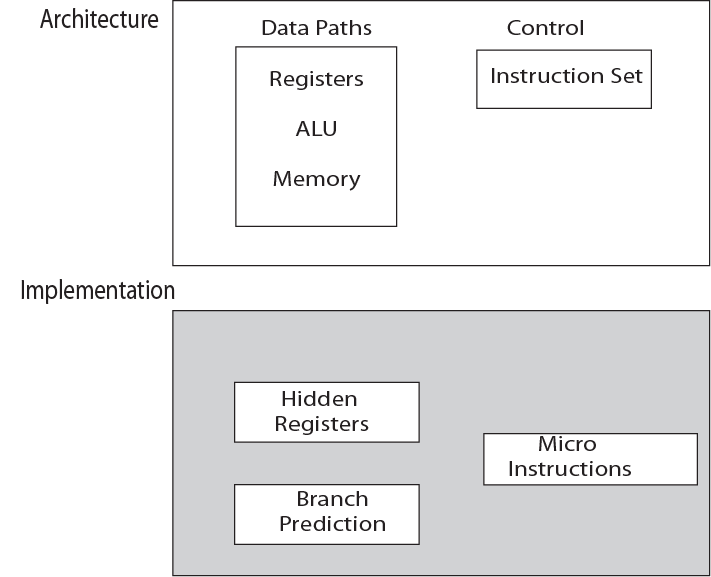 Architecture
Data Paths
Control
Registers
ALU
Memory
Instruction Set
Implementation
Hidden
Registers
Branch
Prediction
Micro
Instructions